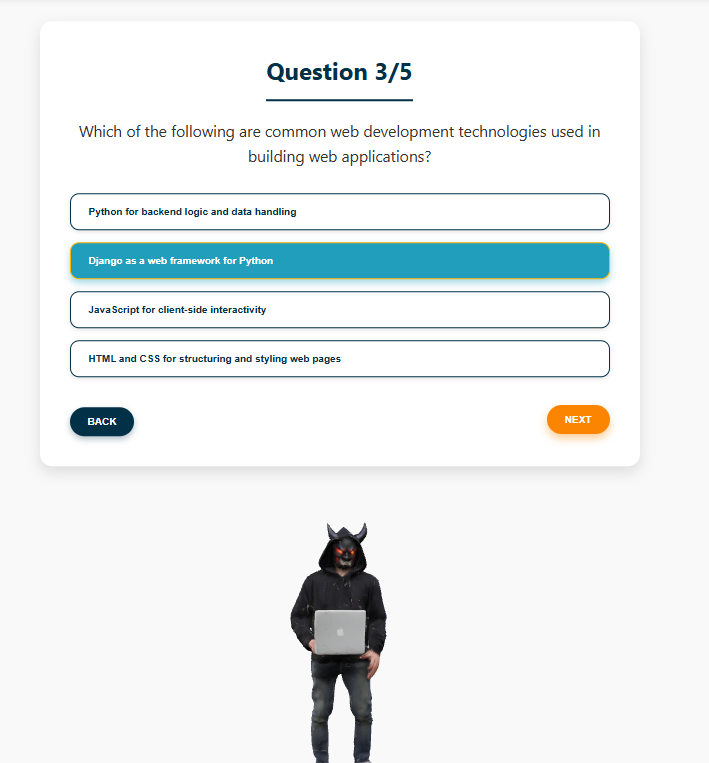 Question 3/5
Which of the following are common web development technologies used in
building web applications?
Python for backend logic and data handling
Django as a web framework for Python
JavaScript for client-side interactivity
HTML and CSS for structuring and styling web pages
BACK
NEXT